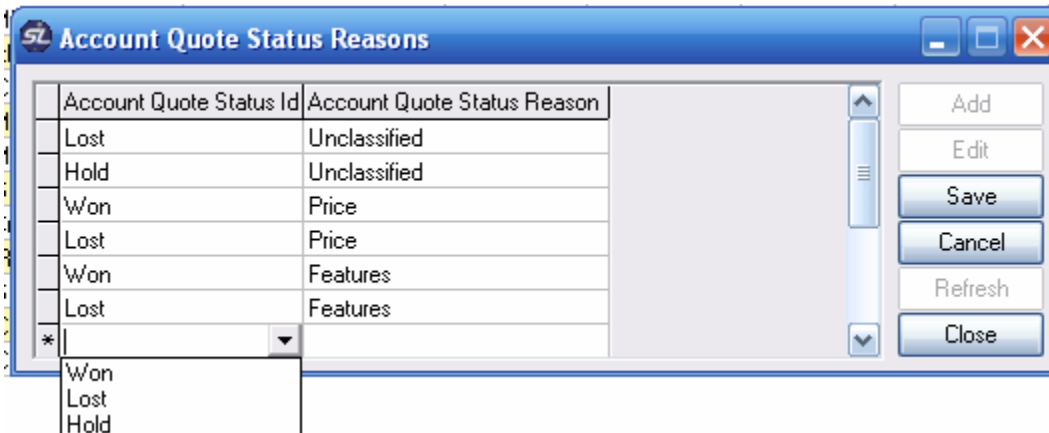 SL Account Quote Status Reasons
Account Quote Status Id Account Quote Status Reason
Add
Lost Unclassified
Edit
Hold Unclassified
Save
Won Price
Lost Price
Cancel
Won Features
Refresh
Lost Features
*
Close
Won
Lost
Hold